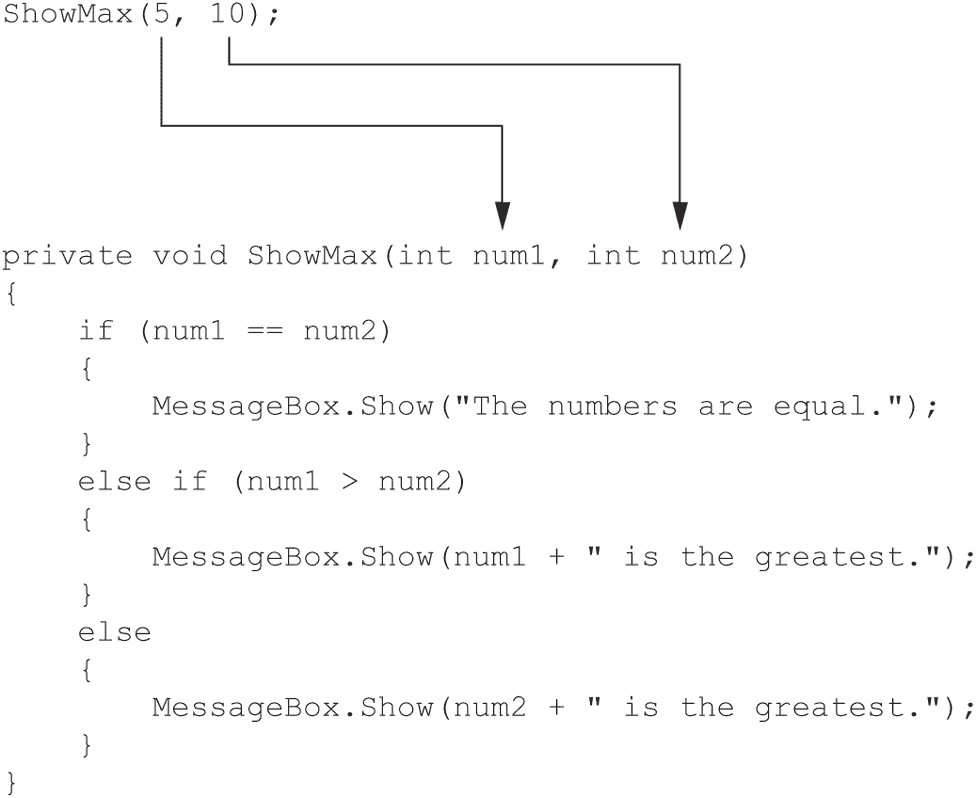 ShowMax(5, 10);
private void ShowMax(int num1, int num2)
{
    if (num1 == num2)
    {
        MessageBox.Show("The numbers are equal.");
    }
    else if (num1 > num2)
    {
        MessageBox.Show(num1 + " is the greatest.");
    }
    else
    {
        MessageBox.Show(num2 + " is the greatest.");
    }
}